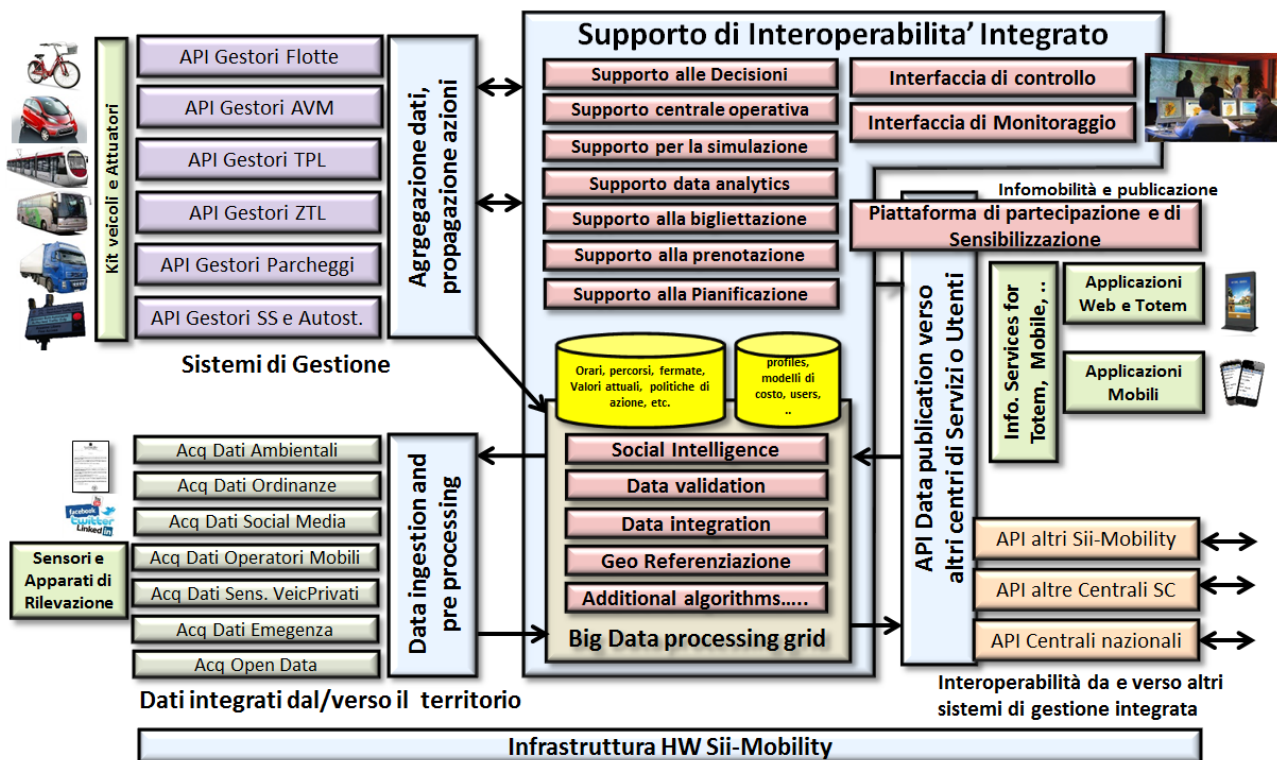 Supporto di Interoperabilita' Integrato
Kit veicoli e Attuatori
API Gestori Flotte
API Gestori AVM
API Gestori TPL
API Gestori ZTL
API Gestori Parcheggi
API Gestori SS e Autost.
Sistemi di Gestione
Agrregazione dati,
propagazione azioni
Supporto alle Decisioni
Supporto centrale operativa
Supporto per la simulazione
Supporto data analytics
Supporto alla bigliettazione
Supporto alla prenotazione
Supporto alla Pianificazione
Interfaccia di controllo
Interfaccia di Monitoraggio
Infomobilità e publicazione
Piattaforma di partecipazione e di
Sensibilizzazione
API Data publication verso
altri centri di Servizi o Utenti
Info. Services for
Totem, Mobile, ..
Applicazioni
Web e Totem
Applicazioni
Mobili
Orari, percorsi, fermate,
Valori attuali, politiche di
azione, etc.
profiles,
modelli di
costo, users,
..
Social Intelligence
Data validation
Data integration
Geo Referenziazione
Additional algorithms.....
Big Data processing grid
facebook
twitter
Linked in
Sensori e
Apparati di
Rilevazione
Acq Dati Ambientali
Acq Dati Ordinanze
Acq Dati Social Media
Acq Dati Operatori Mobili
Acq Dati Sens. VeicPrivati
Acq Dati Emegenza
Acq Open Data
Data ingestion and
pre processing
Dati integrati dal/verso il territorio
API altri Sii-Mobility
API altre Centrali SC
API Centrali nazionali
Interoperabilità da e verso altri
sistemi di gestione integrata
Infrastruttura HW Sii-Mobility